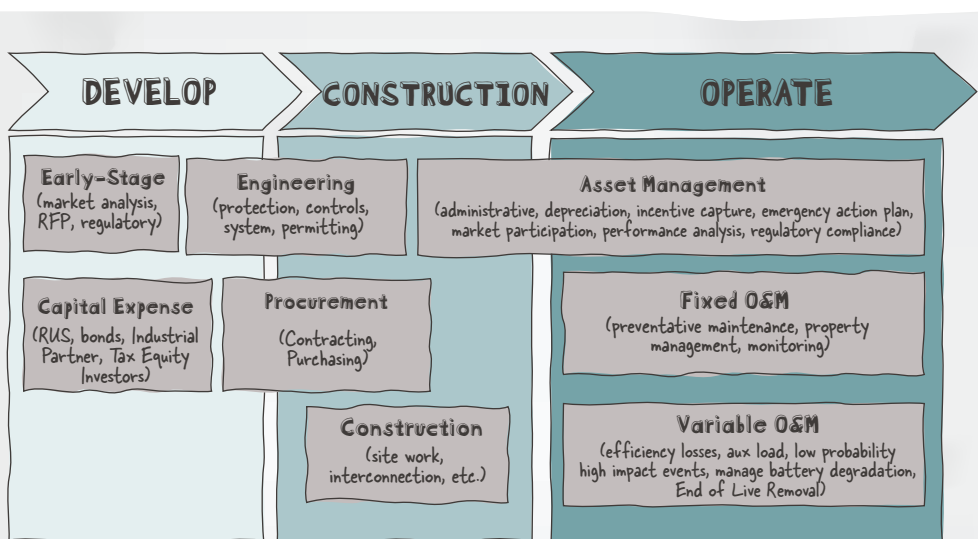 DEVELOP
CONSTRUCTION
OPERATE
Early-Stage
(market analysis,
RFP, regulatory)
Engineering
(protection, controls,
system, permitting)
Asset Management
(administrative, depreciation, incentive capture, emergency action plan,
market participation, performance analysis, regulatory compliance)
Capital Expense
(RUS, bonds, Industrial
Partner, Tax Equity
Investors)
Procurement
(Contracting,
Purchasing)
Fixed O&M
(preventative maintenance, property
management, monitoring)
Construction
(site work,
interconnection, etc.)
Variable O&M
(efficiency losses, aux load, low probability
high impact events, manage battery degradation,
End of Live Removal)